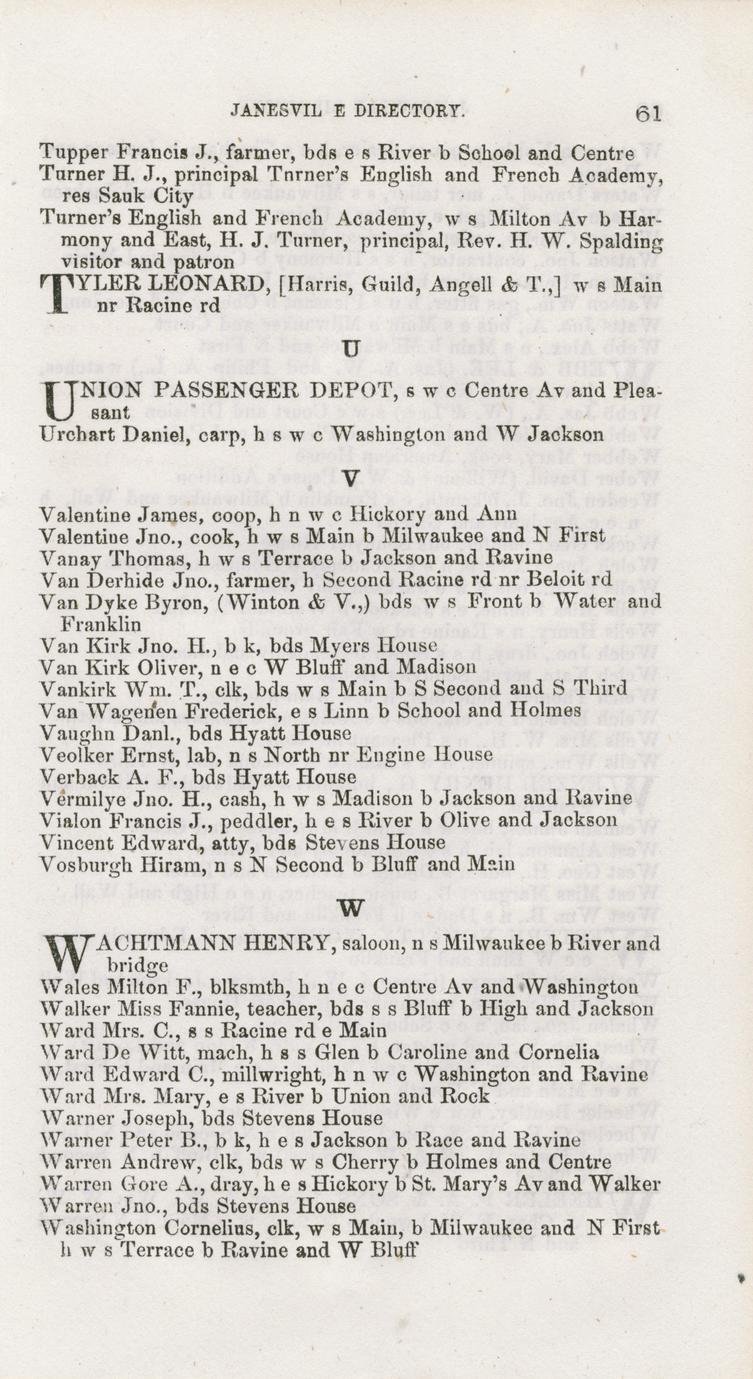 JANESVIL E DIRECTORY. 61
Tupper Francis J., farmer, bds e s River b School and Centre
Turner H. J., principal Tnrner's English and French Academy,
res Sauk City
Turner's English and French Academy, w s Milton Av b Har-
mony and East, H. J. Turner, principal, Rev. H. W. Spalding
visitor and patron
TYLER LEONARD, [Harris, Guild, Angell & T.,] w s Main
nr Racine rd
U
UNION PASSENGER DEPOT, s w c Centre Av and Plea-
sant
Urchart Daniel, carp, h s w c Washington and W Jackson
V
Valentine James, coop, h n w c Hickory and Ann
Valentine Jno., cook, h w s Main b Milwaukee and N First
Vanay Thomas, h w s Terrace b Jackson and Ravine
Van Derhide Jno., farmer, h Second Racine rd nr Beloit rd
Van Dyke Byron, (Winton & V.,) bds w s Front b Water and
Franklin
Van Kirk Jno. H., b k, bds Myers House
Van Kirk Oliver, n e c W Bluff and Madison
Vankirk Wm. T., clk, bds w s Main b S Second and S Third
Van Wagenen Frederick, e s Linn b School and Holmes
Vaughn Danl., bds Hyatt House
Veolker Ernst, lab, n s North nr Engine House
Verback A. F., bds Hyatt House
Vermilye Jno. H., cash, h w s Madison b Jackson and Ravine
Vialon Francis J., peddler, h e s River b Olive and Jackson
Vincent Edward, atty, bds Stevens House
Vosburgh Hiram, n s N Second b Bluff and Main
W
WACHTMANN HENRY, saloon, n s Milwaukee b River and
bridge
Wales Milton F., blksmth, h n e c Centre Av and Washington
Walker Miss Fannie, teacher, bds s s Bluff b High and Jackson
Ward Mrs. C., s s Racine rd e Main
Ward De Witt, mach, h s s Glen b Caroline and Cornelia
Ward Edward C., millwright, h n w c Washington and Ravine
Ward Mrs. Mary, e s River b Union and Rock
Warner Joseph, bds Stevens House
Warner Peter B., b k, h e s Jackson b Race and Ravine
Warren Andrew, clk, bds w s Cherry b Holmes and Centre
Warren Gore A., dray, h e s Hickory b St. Mary's Av and Walker
Warren Jno., bds Stevens House
Washington Cornelius, clk, w s Main, b Milwaukee and N First
h w s Terrace b Ravine and W Bluff